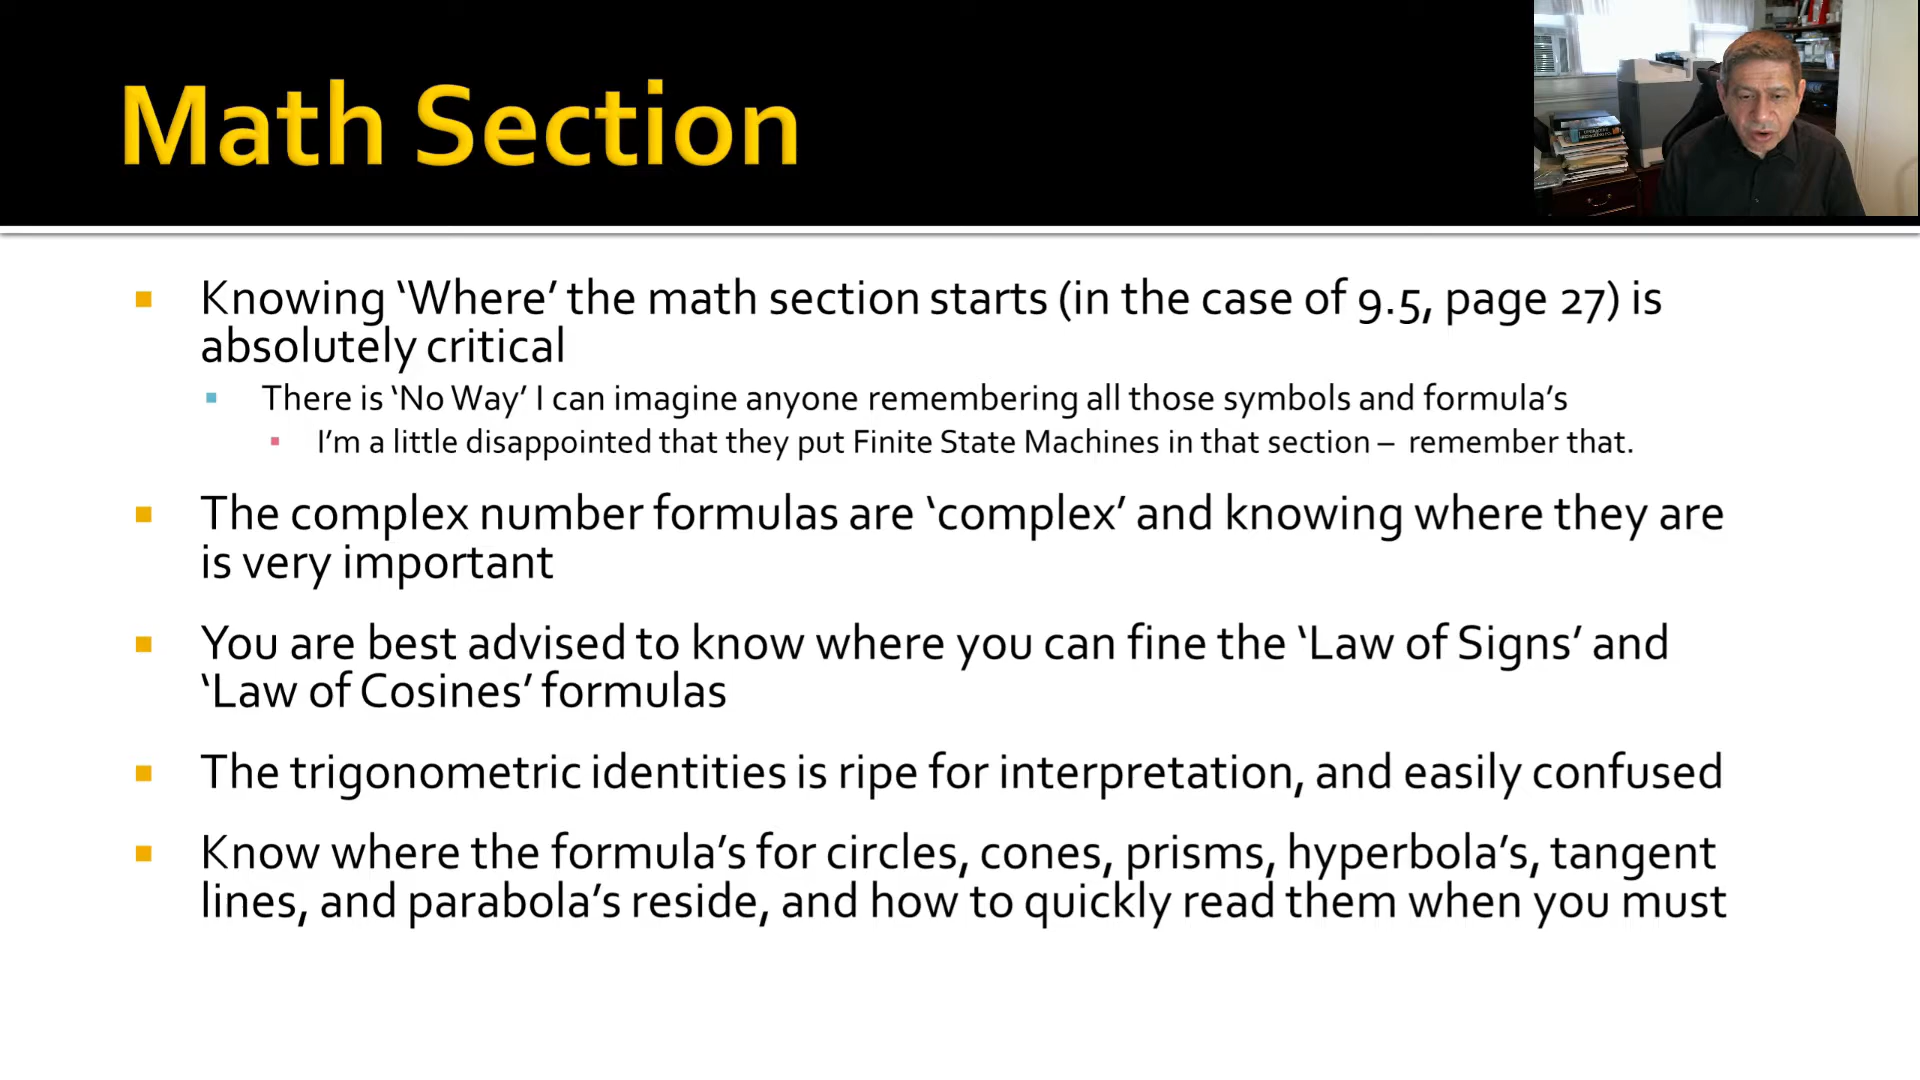 Math Section
Knowing ‘Where’ the math section starts (in the case of 9.5, page 27) is
absolutely critical
There is ‘No Way’ I can imagine anyone remembering all those symbols and formula’s
I’m a little disappointed that they put Finite State Machines in that section – remember that.
The complex number formulas are ‘complex’ and knowing where they are
is very important
You are best advised to know where you can fine the ‘Law of Signs’ and
‘Law of Cosines’ formulas
The trigonometric identities is ripe for interpretation, and easily confused
Know where the formula’s for circles, cones, prisms, hyperbola’s, tangent
lines, and parabola’s reside, and how to quickly read them when you must